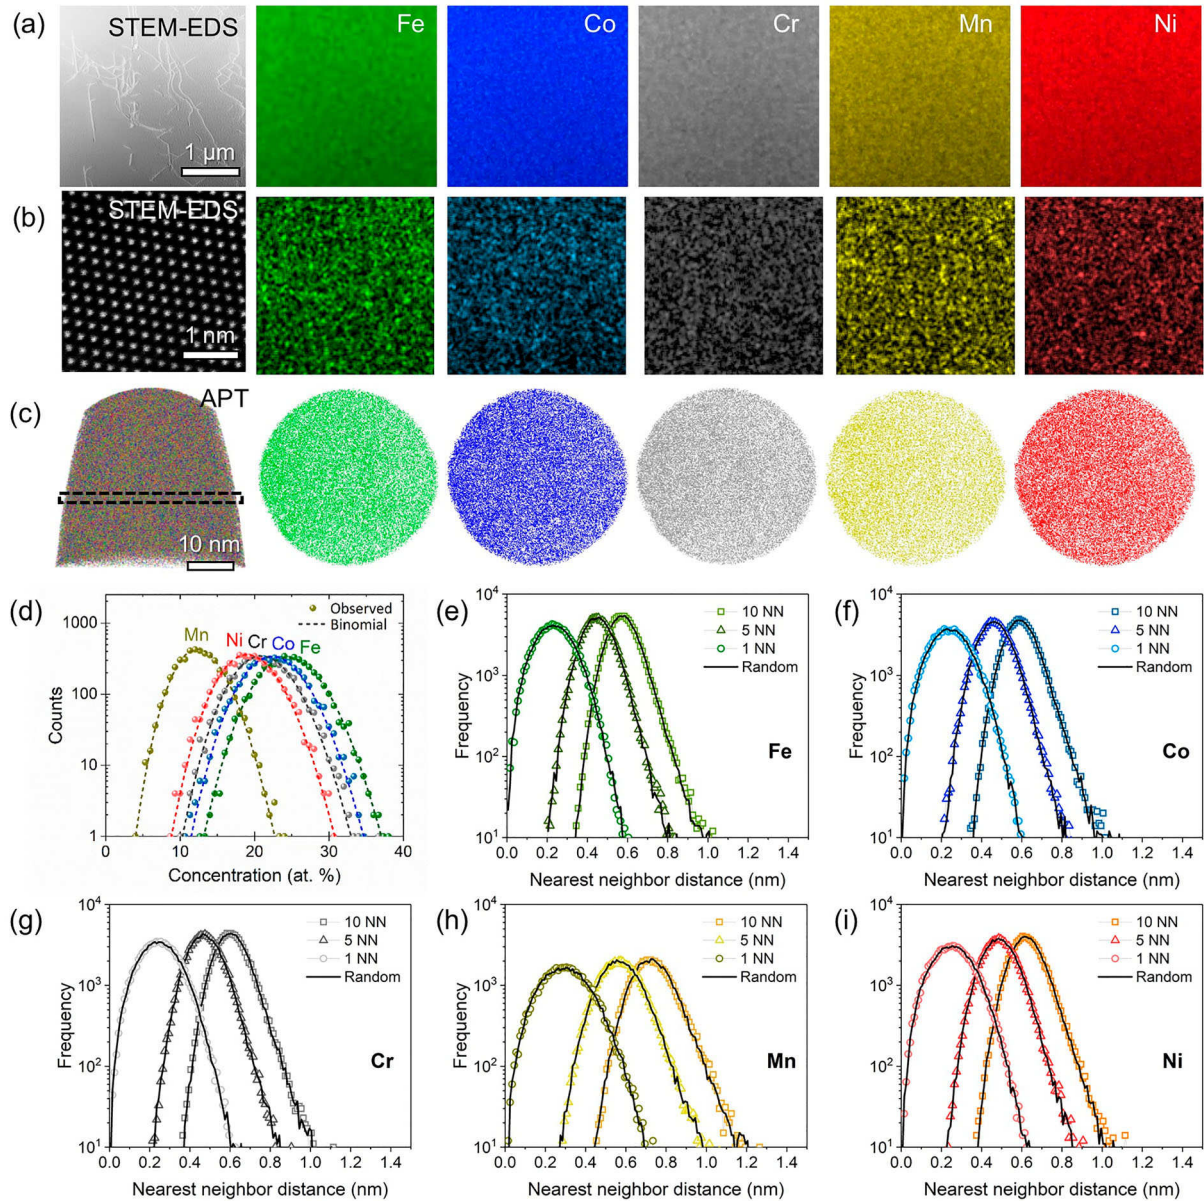 (a)
STEM-EDS
1 µm
Fe
Co
Cr
Mn
Ni
(b)
STEM-EDS
1 nm
(c)
APT
10 nm
(d)
Counts
1000
100
10
1
Mn
Ni
Cr
Co
Fe
Observed
Binomial
0 10 20 30 40
Concentration (at. %)
(e)
Frequency
10⁴
10³
10²
10¹
10 NN
5 NN
1 NN
Random
Fe
0.0 0.2 0.4 0.6 0.8 1.0 1.2 1.4
Nearest neighbor distance (nm)
(f)
Frequency
10⁴
10³
10²
10¹
10 NN
5 NN
1 NN
Random
Co
0.0 0.2 0.4 0.6 0.8 1.0 1.2 1.4
Nearest neighbor distance (nm)
(g)
Frequency
10⁴
10³
10²
10¹
10 NN
5 NN
1 NN
Random
Cr
0.0 0.2 0.4 0.6 0.8 1.0 1.2 1.4
Nearest neighbor distance (nm)
(h)
Frequency
10⁴
10³
10²
10¹
10 NN
5 NN
1 NN
Random
Mn
0.0 0.2 0.4 0.6 0.8 1.0 1.2 1.4
Nearest neighbor distance (nm)
(i)
Frequency
10⁴
10³
10²
10¹
10 NN
5 NN
1 NN
Random
Ni
0.0 0.2 0.4 0.6 0.8 1.0 1.2 1.4
Nearest neighbor distance (nm)